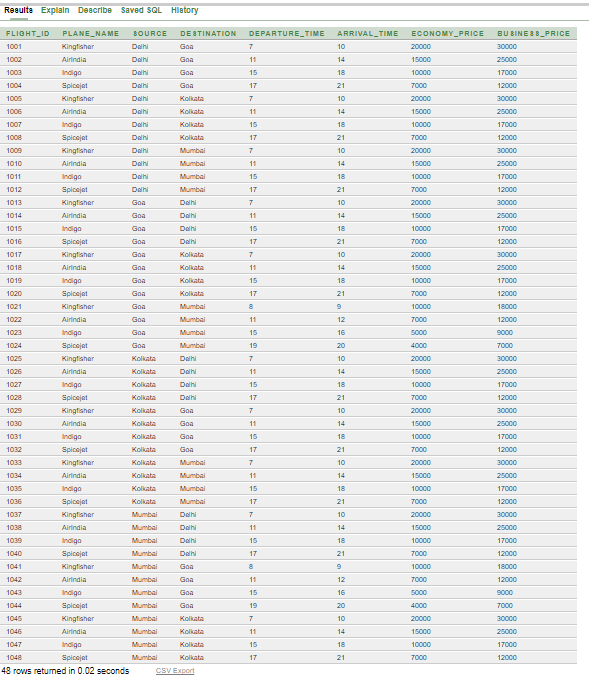 Results Explain Describe Saved SQL History
FLIGHT_ID PLANE_NAME SOURCE DESTINATION DEPARTURE_TIME ARRIVAL_TIME ECONOMY_PRICE BUSINESS_PRICE
1001 Kingfisher Delhi Goa 7 10 20000 30000
1002 AirIndia Delhi Goa 11 14 15000 25000
1003 Indigo Delhi Goa 15 18 10000 17000
1004 Spicejet Delhi Goa 17 21 7000 12000
1005 Kingfisher Delhi Kolkata 7 10 20000 30000
1006 AirIndia Delhi Kolkata 11 14 15000 25000
1007 Indigo Delhi Kolkata 15 18 10000 17000
1008 Spicejet Delhi Kolkata 17 21 7000 12000
1009 Kingfisher Delhi Mumbai 7 10 20000 30000
1010 AirIndia Delhi Mumbai 11 14 15000 25000
1011 Indigo Delhi Mumbai 15 18 10000 17000
1012 Spicejet Delhi Mumbai 17 21 7000 12000
1013 Kingfisher Goa Delhi 7 10 20000 30000
1014 AirIndia Goa Delhi 11 14 15000 25000
1015 Indigo Goa Delhi 15 18 10000 17000
1016 Spicejet Goa Delhi 17 21 7000 12000
1017 Kingfisher Goa Kolkata 7 10 20000 30000
1018 AirIndia Goa Kolkata 11 14 15000 25000
1019 Indigo Goa Kolkata 15 18 10000 17000
1020 Spicejet Goa Kolkata 17 21 7000 12000
1021 Kingfisher Goa Mumbai 8 9 10000 18000
1022 AirIndia Goa Mumbai 11 12 7000 12000
1023 Indigo Goa Mumbai 15 16 5000 9000
1024 Spicejet Goa Mumbai 19 20 4000 7000
1025 Kingfisher Kolkata Delhi 7 10 20000 30000
1026 AirIndia Kolkata Delhi 11 14 15000 25000
1027 Indigo Kolkata Delhi 15 18 10000 17000
1028 Spicejet Kolkata Delhi 17 21 7000 12000
1029 Kingfisher Kolkata Goa 7 10 20000 30000
1030 AirIndia Kolkata Goa 11 14 15000 25000
1031 Indigo Kolkata Goa 15 18 10000 17000
1032 Spicejet Kolkata Goa 17 21 7000 12000
1033 Kingfisher Kolkata Mumbai 7 10 20000 30000
1034 AirIndia Kolkata Mumbai 11 14 15000 25000
1035 Indigo Kolkata Mumbai 15 18 10000 17000
1036 Spicejet Kolkata Mumbai 17 21 7000 12000
1037 Kingfisher Mumbai Delhi 7 10 20000 30000
1038 AirIndia Mumbai Delhi 11 14 15000 25000
1039 Indigo Mumbai Delhi 15 18 10000 17000
1040 Spicejet Mumbai Delhi 17 21 7000 12000
1041 Kingfisher Mumbai Goa 8 9 10000 18000
1042 AirIndia Mumbai Goa 11 12 7000 12000
1043 Indigo Mumbai Goa 15 16 5000 9000
1044 Spicejet Mumbai Goa 19 20 4000 7000
1045 Kingfisher Mumbai Kolkata 7 10 20000 30000
1046 AirIndia Mumbai Kolkata 11 14 15000 25000
1047 Indigo Mumbai Kolkata 15 18 10000 17000
1048 Spicejet Mumbai Kolkata 17 21 7000 12000
48 rows returned in 0.02 seconds CSV Export